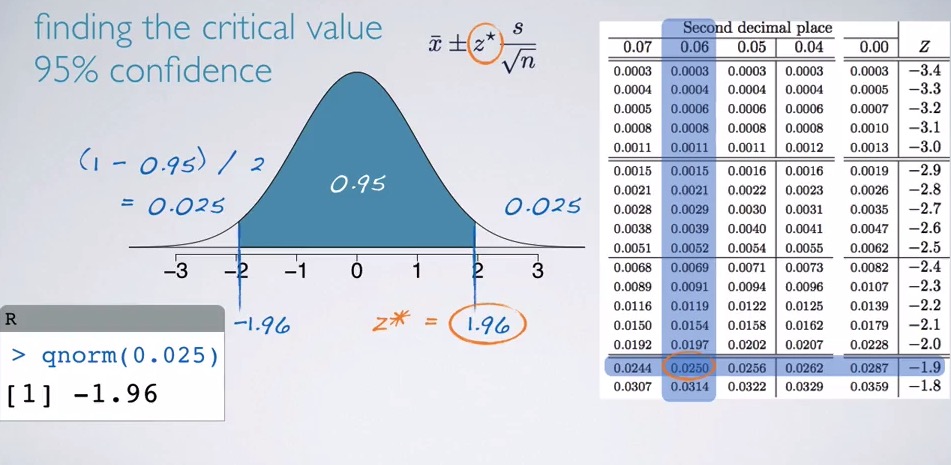 finding the critical value
95% confidence
x̄ ± z* s/√n
(1 - 0.95) / 2
= 0.025
0.95
0.025
-3 -2 -1 0 1 2 3
-1.96
z* = 1.96
R
> qnorm(0.025)
[1] -1.96
Second decimal place
0.07 0.06 0.05 0.04 0.00 Z
0.0003 0.0003 0.0003 0.0003 0.0003 −3.4
0.0004 0.0004 0.0004 0.0004 0.0005 −3.3
0.0005 0.0006 0.0006 0.0006 0.0007 −3.2
0.0008 0.0008 0.0008 0.0008 0.0010 −3.1
0.0011 0.0011 0.0011 0.0012 0.0013 −3.0
0.0015 0.0015 0.0016 0.0016 0.0019 −2.9
0.0021 0.0021 0.0022 0.0023 0.0026 −2.8
0.0028 0.0029 0.0030 0.0031 0.0035 −2.7
0.0038 0.0039 0.0040 0.0041 0.0047 −2.6
0.0051 0.0052 0.0054 0.0055 0.0062 −2.5
0.0068 0.0069 0.0071 0.0073 0.0082 −2.4
0.0089 0.0091 0.0094 0.0096 0.0107 −2.3
0.0116 0.0119 0.0122 0.0125 0.0139 −2.2
0.0150 0.0154 0.0158 0.0162 0.0179 −2.1
0.0192 0.0197 0.0202 0.0207 0.0228 −2.0
0.0244 0.0250 0.0256 0.0262 0.0287 −1.9
0.0307 0.0314 0.0322 0.0329 0.0359 −1.8